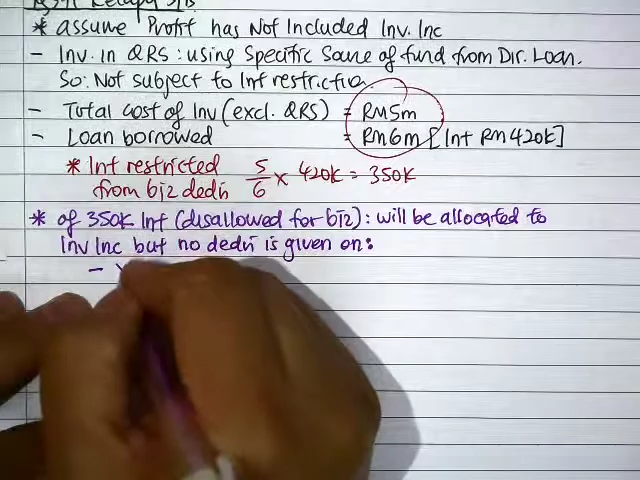 * assume Profit has Not Included Inv. Inc
- Inv. in QRS : using Specific Source of fund from Dir. Loan.
So: Not subject to Int restriction.
- Total cost of Inv (excl. QRS) = RM5m
- Loan borrowed = RM6m [Int RM420K]
* Int restricted 5/6 x 420K = 350K
from biz dedn
* of 350K Int (disallowed for biz): will be allocated to
Inv Inc but no dedn is given on:
-